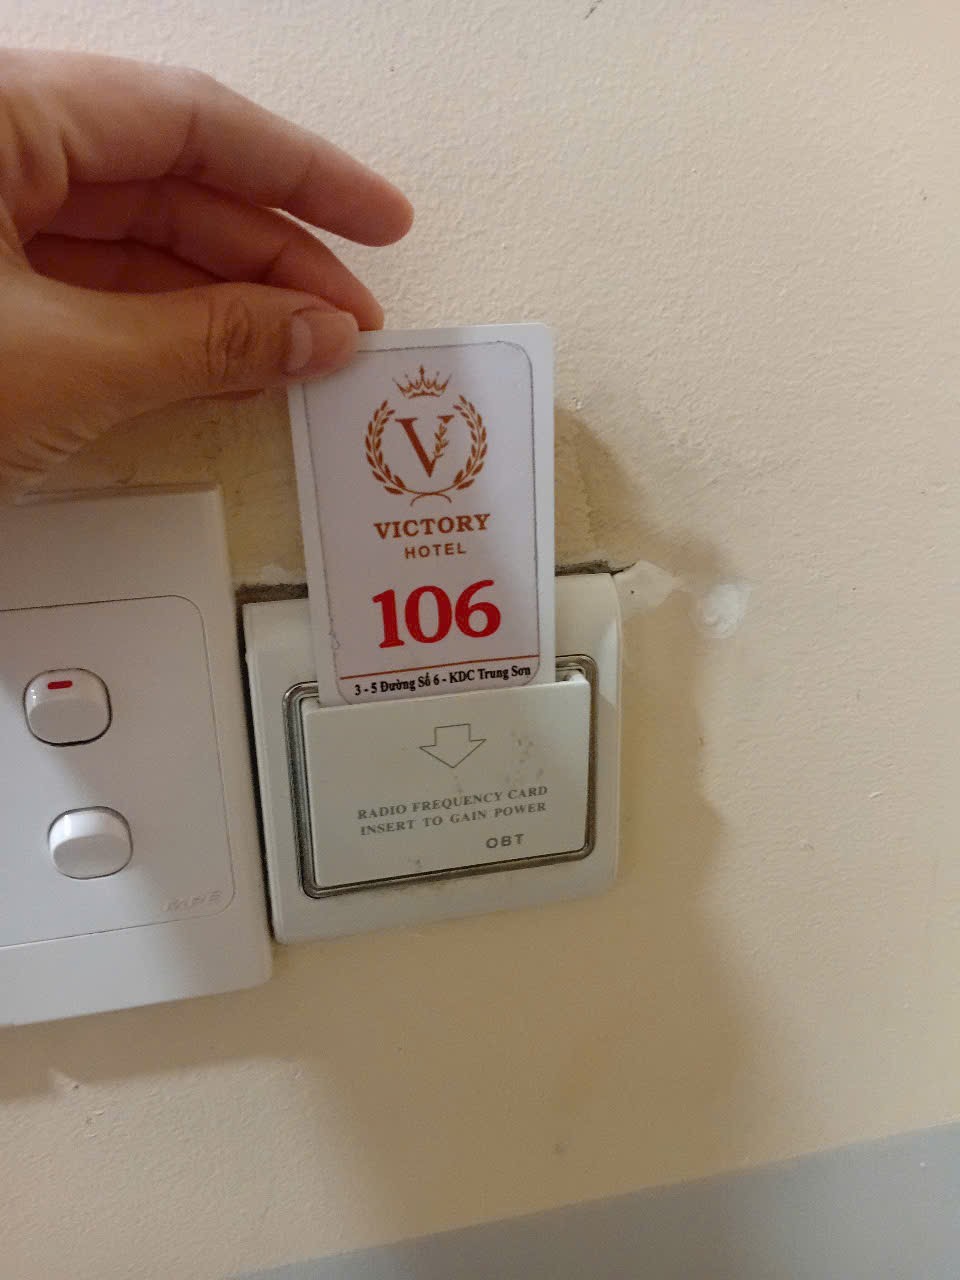 V
VICTORY
HOTEL
106
3 - 5 Đường Số 6 - KDC Trung Sơn
RADIO FREQUENCY CARD
INSERT TO GAIN POWER
OBT